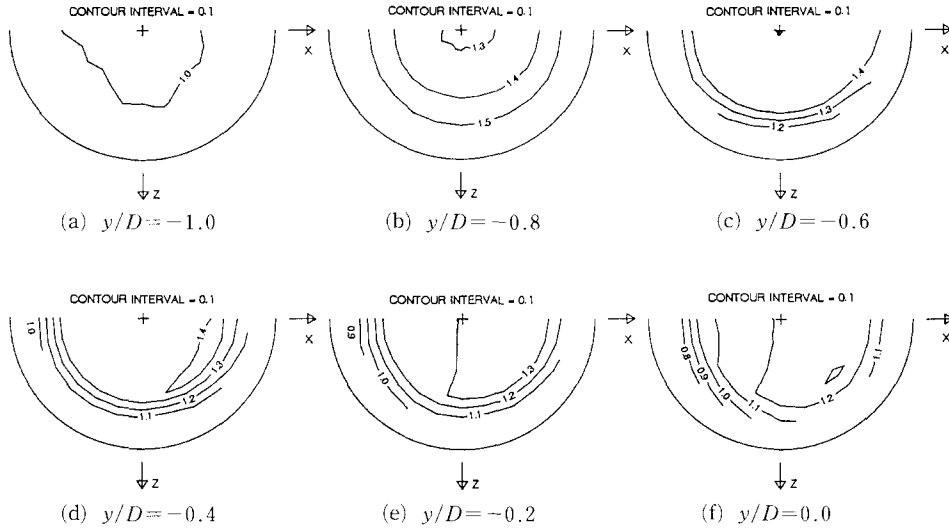 CONTOUR INTERVAL = 0.1
CONTOUR INTERVAL = 0.1
CONTOUR INTERVAL = 0.1
1.0
X
Z
1.3
1.4
1.5
X
Z
1.4
1.3
1.2
X
Z
(a) y/D=−1.0
(b) y/D=−0.8
(c) y/D=−0.6
CONTOUR INTERVAL = 0.1
CONTOUR INTERVAL = 0.1
CONTOUR INTERVAL = 0.1
1.0
1.4
1.3
1.2
1.1
X
Z
0.9
1.0
1.3
1.2
1.1
X
Z
0.8
0.9
1.0
1.1
1.2
1.1
X
Z
(d) y/D=−0.4
(e) y/D=−0.2
(f) y/D=0.0